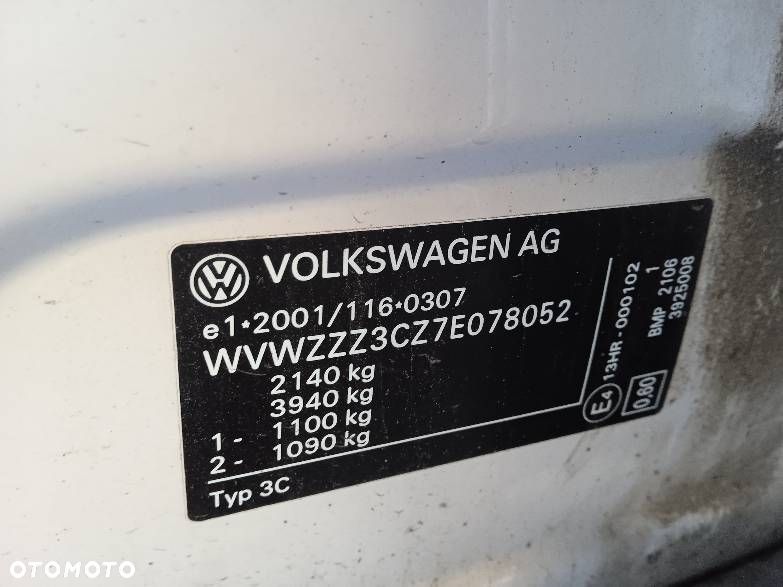 VOLKSWAGEN AG
e1*2001/116*0307
WVWZZZ3CZ7E078052
2140 kg
3940 kg
1 - 1100 kg
2 - 1090 kg
Typ 3C
E4 13HR - 000102
0,60
BMP 2106 1
3925008
OTOMOTO